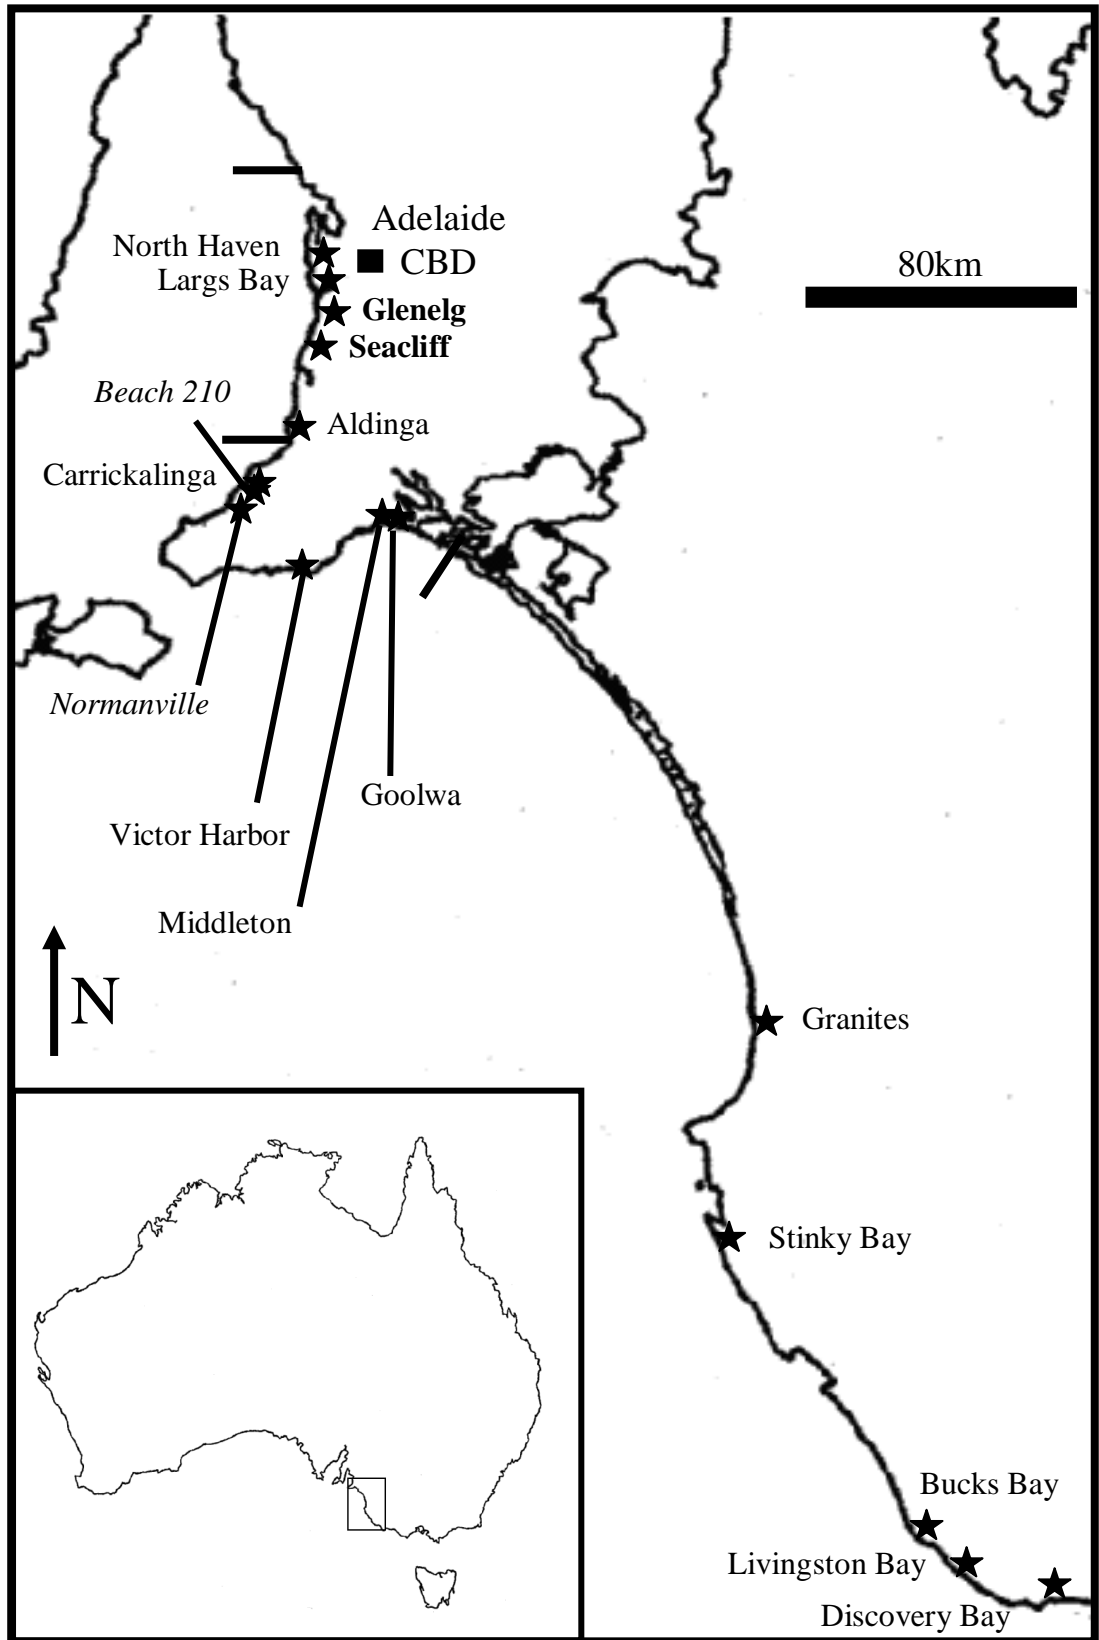 Adelaide
CBD
North Haven
Largs Bay
80km
Glenelg
Seacliff
Beach 210
Aldinga
Carrickalinga
Normanville
Goolwa
Victor Harbor
Middleton
N
Granites
Stinky Bay
Bucks Bay
Livingston Bay
Discovery Bay